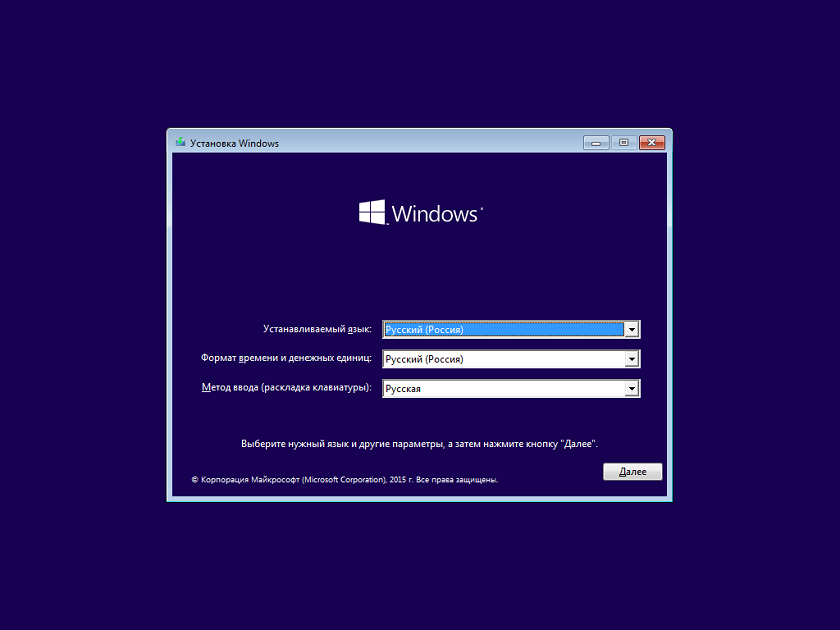 Установка Windows
Windows
Устанавливаемый язык: Русский (Россия)
Формат времени и денежных единиц: Русский (Россия)
Метод ввода (раскладка клавиатуры): Русская
Выберите нужный язык и другие параметры, а затем нажмите кнопку "Далее".
Далее
© Корпорация Майкрософт (Microsoft Corporation), 2015 г. Все права защищены.